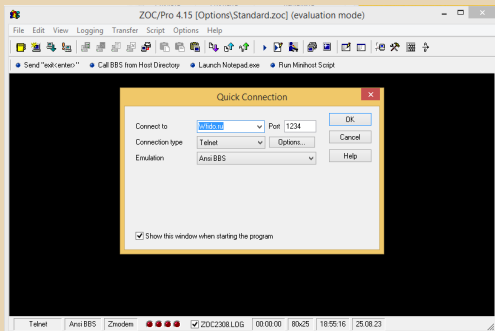 ZOC/Pro 4.15 [Options\Standard.zoc] (evaluation mode)
File Edit View Logging Transfer Script Options Help
Send "exit<enter>" Call BBS from Host Directory Launch Notepad.exe Run Minihost Script
Quick Connection
Connect to Wfido.ru Port 1234 OK
Connection type Telnet Options... Cancel
Emulation Ansi BBS Help
Show this window when starting the program
Telnet Ansi BBS Zmodem ZOC2308.LOG 00:00:00 80x25 18:55:16 25.08.23